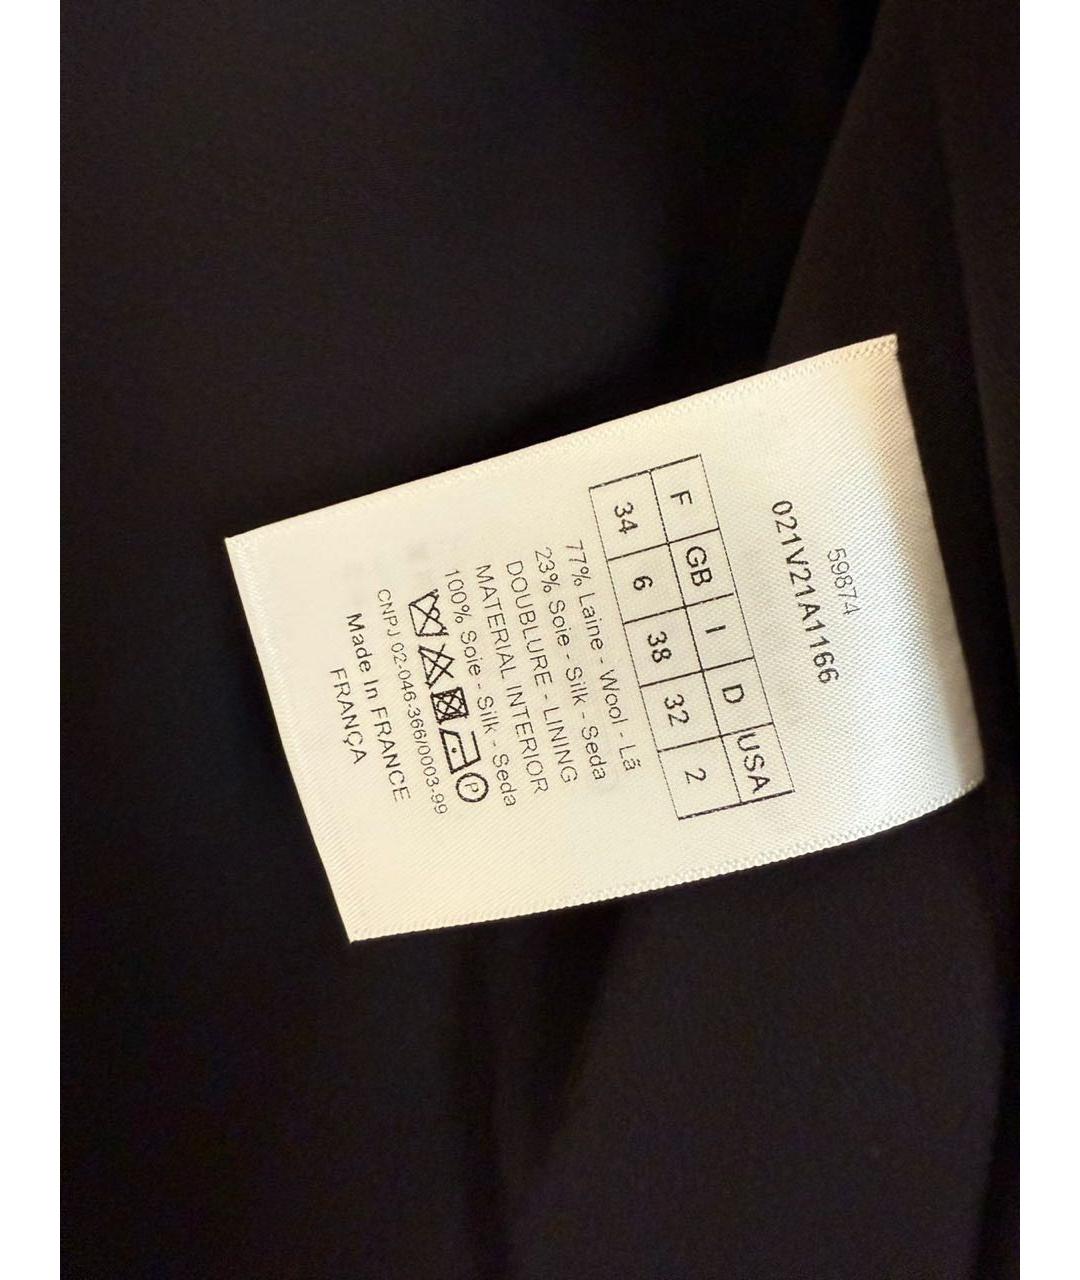 59874
021V21A1166
F GB I D USA
34 6 38 32 2
77% Laine - Wool - Lã
23% Soie - Silk - Seda
DOUBLURE - LINING
MATERIAL INTERIOR
100% Soie - Silk - Seda
P
CNPJ 02-046-366/0003-99
Made In FRANCE
FRANÇA